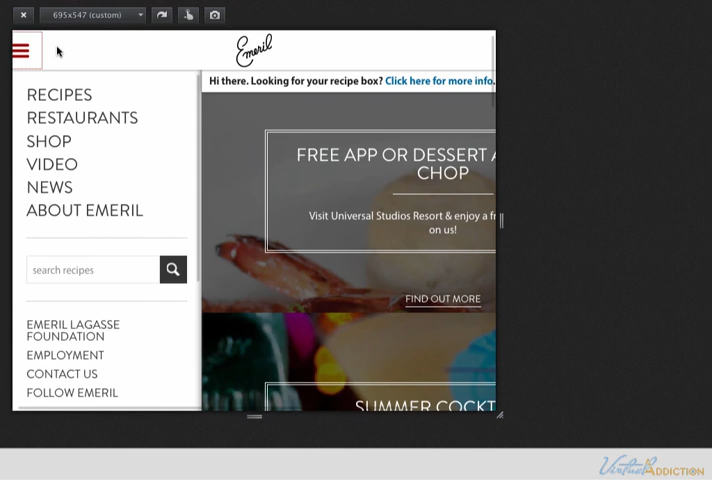 695x547 (custom)
Emeril
Hi there. Looking for your recipe box? Click here for more info.
RECIPES
RESTAURANTS
SHOP
VIDEO
NEWS
ABOUT EMERIL
search recipes
EMERIL LAGASSE
FOUNDATION
EMPLOYMENT
CONTACT US
FOLLOW EMERIL
FREE APP OR DESSERT A
CHOP
Visit Universal Studios Resort & enjoy a fr
on us!
FIND OUT MORE
SUMMER COCKT
Virtual ADDICTION